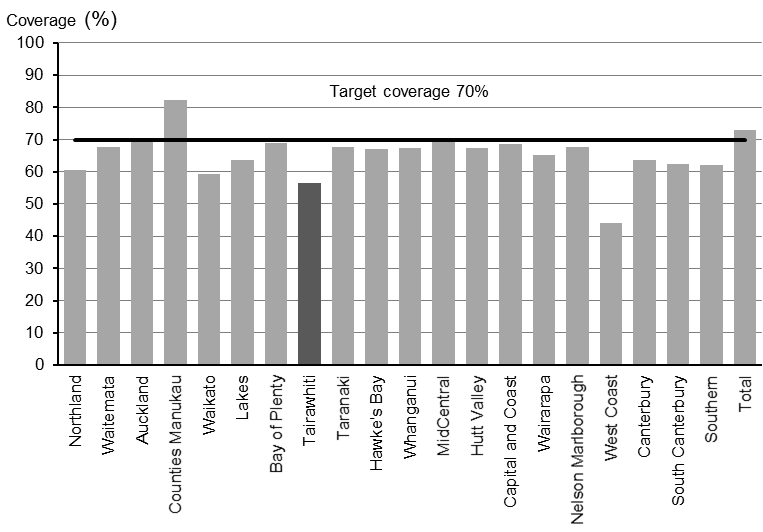 Coverage (%)
100
90
80
70
60
50
40
30
20
10
0
Target coverage 70%
Northland
Waitemata
Auckland
Counties Manukau
Waikato
Lakes
Bay of Plenty
Tairawhiti
Taranaki
Hawke's Bay
Whanganui
MidCentral
Hutt Valley
Capital and Coast
Wairarapa
Nelson Marlborough
West Coast
Canterbury
South Canterbury
Southern
Total